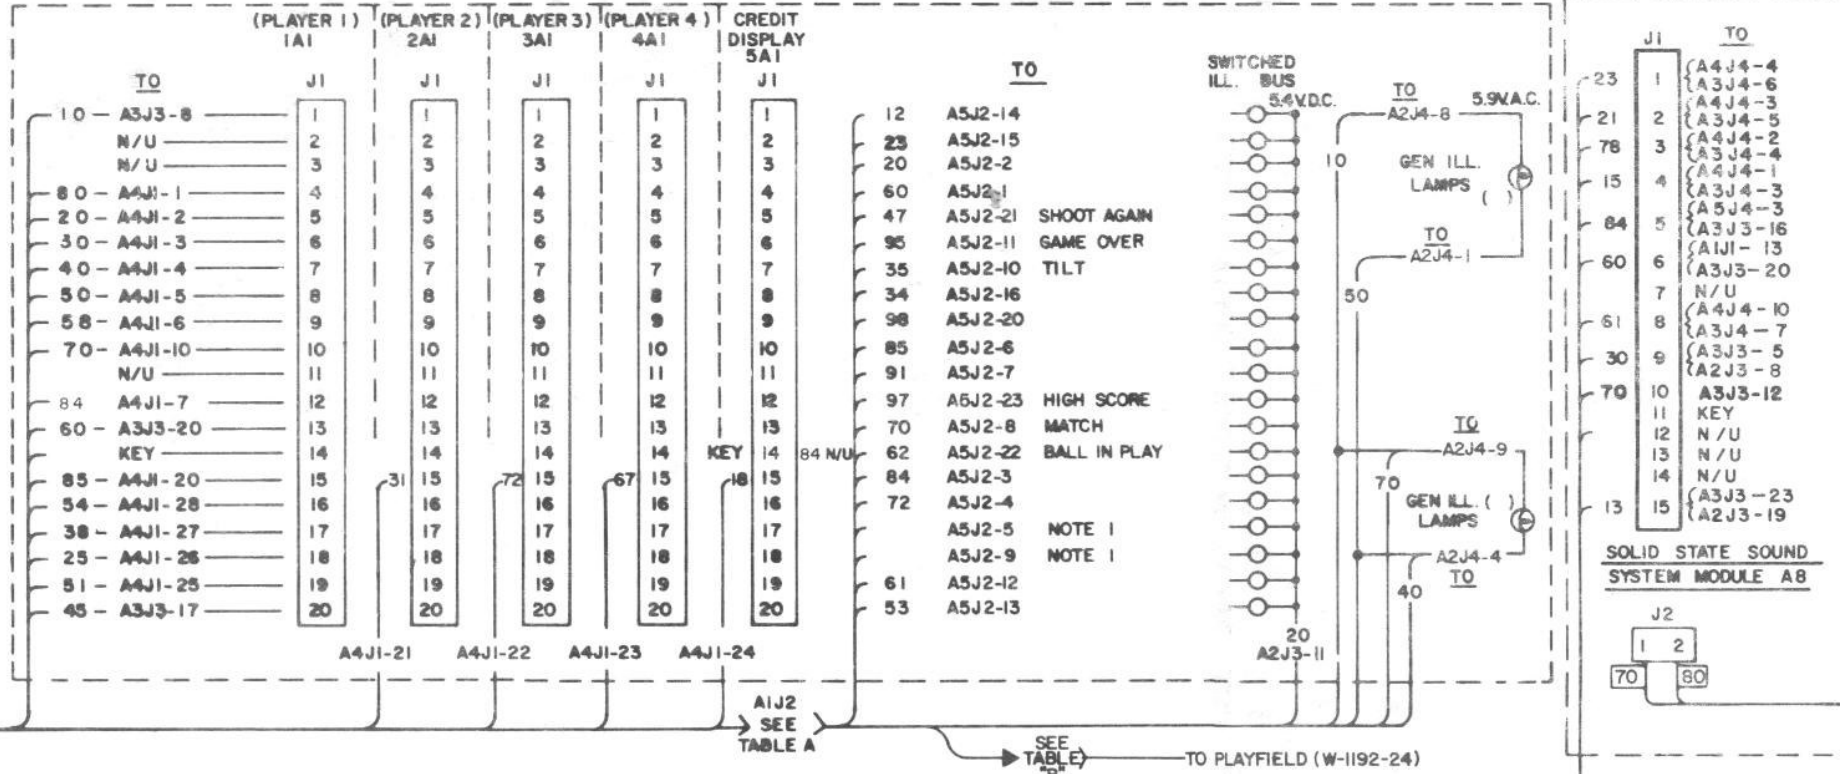 (PLAYER 1) (PLAYER 2) (PLAYER 3) (PLAYER 4) CREDIT
1A1 2A1 3A1 4A1 DISPLAY
5A1
TO J1 J1 J1 J1 J1
10 - A3J3-8 1 1 1 1 1
N/U 2 2 2 2 2
N/U 3 3 3 3 3
80 - A4J1-1 4 4 4 4 4
20 - A4J1-2 5 5 5 5 5
30 - A4J1-3 6 6 6 6 6
40 - A4J1-4 7 7 7 7 7
50 - A4J1-5 8 8 8 8 8
58 - A4J1-6 9 9 9 9 9
70 - A4J1-10 10 10 10 10 10
N/U 11 11 11 11 11
84 A4J1-7 12 12 12 12 12
60 - A3J3-20 13 13 13 13 13
KEY 14 14 14 14 KEY 14 84 N/U
85 - A4J1-20 15 31 15 72 15 67 15 18 15
54 - A4J1-28 16 16 16 16 16
38 - A4J1-27 17 17 17 17 17
25 - A4J1-26 18 18 18 18 18
51 - A4J1-25 19 19 19 19 19
45 - A3J3-17 20 20 20 20 20
A4J1-21 A4J1-22 A4J1-23 A4J1-24
A1J2
SEE
TABLE A
TO
12 A5J2-14
23 A5J2-15
20 A5J2-2
60 A5J2-1
47 A5J2-21 SHOOT AGAIN
95 A5J2-11 GAME OVER
35 A5J2-10 TILT
34 A5J2-16
98 A5J2-20
85 A5J2-6
91 A5J2-7
97 A5J2-23 HIGH SCORE
70 A5J2-8 MATCH
62 A5J2-22 BALL IN PLAY
84 A5J2-3
72 A5J2-4
A5J2-5 NOTE 1
A5J2-9 NOTE 1
61 A5J2-12
53 A5J2-13
SWITCHED
ILL. BUS
5.4V.D.C.
20
A2J3-11
TO 5.9V.A.C.
A2J4-8
10
GEN ILL.
LAMPS
( )
TO
A2J4-1
50
TO
A2J4-9
70
GEN ILL. ( )
LAMPS
A2J4-4
TO
40
SEE
TABLE
TO PLAYFIELD (W-1192-24)
J1 TO
23 1 A4J4-4
A3J4-6
21 2 A4J4-3
A3J4-5
78 3 A4J4-2
A3J4-4
15 4 A4J4-1
A3J4-3
84 5 A5J4-3
A3J3-16
60 6 A1J1-13
A3J3-20
7 N/U
61 8 A4J4-10
A3J4-7
30 9 A3J3-5
A2J3-8
70 10 A3J3-12
11 KEY
12 N/U
13 N/U
14 N/U
13 15 A3J3-23
A2J3-19
SOLID STATE SOUND
SYSTEM MODULE A8
J2
1 2
70 80